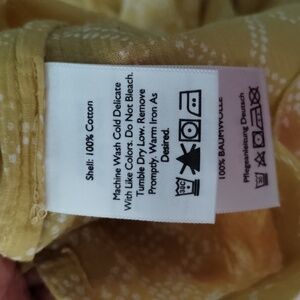 Shell: 100% Cotton
Machine Wash Cold Delicate
With Like Colors. Do Not Bleach.
Tumble Dry Low. Remove
Promptly. Warm Iron As
Desired.
100% BAUMWOLLE
Pflegeanleitung Deutsch